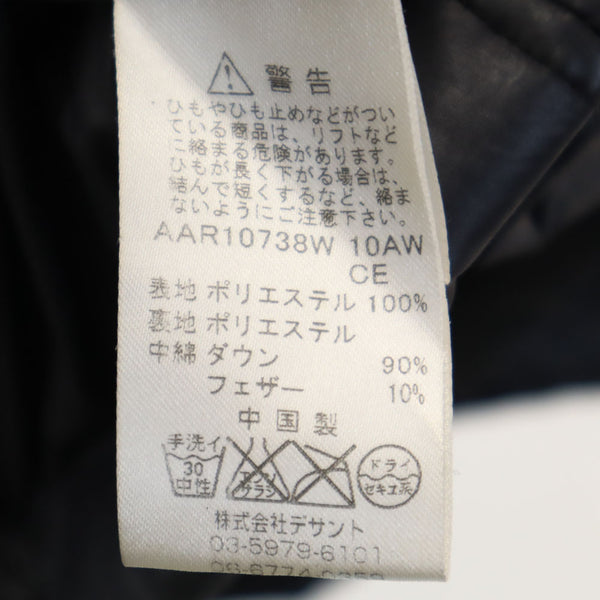 警告
ひもやひも止めなどがつい
ている商品は、リフトなど
に絡まる危険があります。
ひもが長く下がる場合は、
結んで短くするなど、絡ま
ないようにご注意下さい。
AAR10738W 10AW
CE
表地 ポリエステル 100%
裏地 ポリエステル
中綿 ダウン 90%
フェザー 10%
中国製
手洗イ
30
中性
エンソ
サラシ
ドライ
セキユ系
株式会社デサント
03-5979-6101